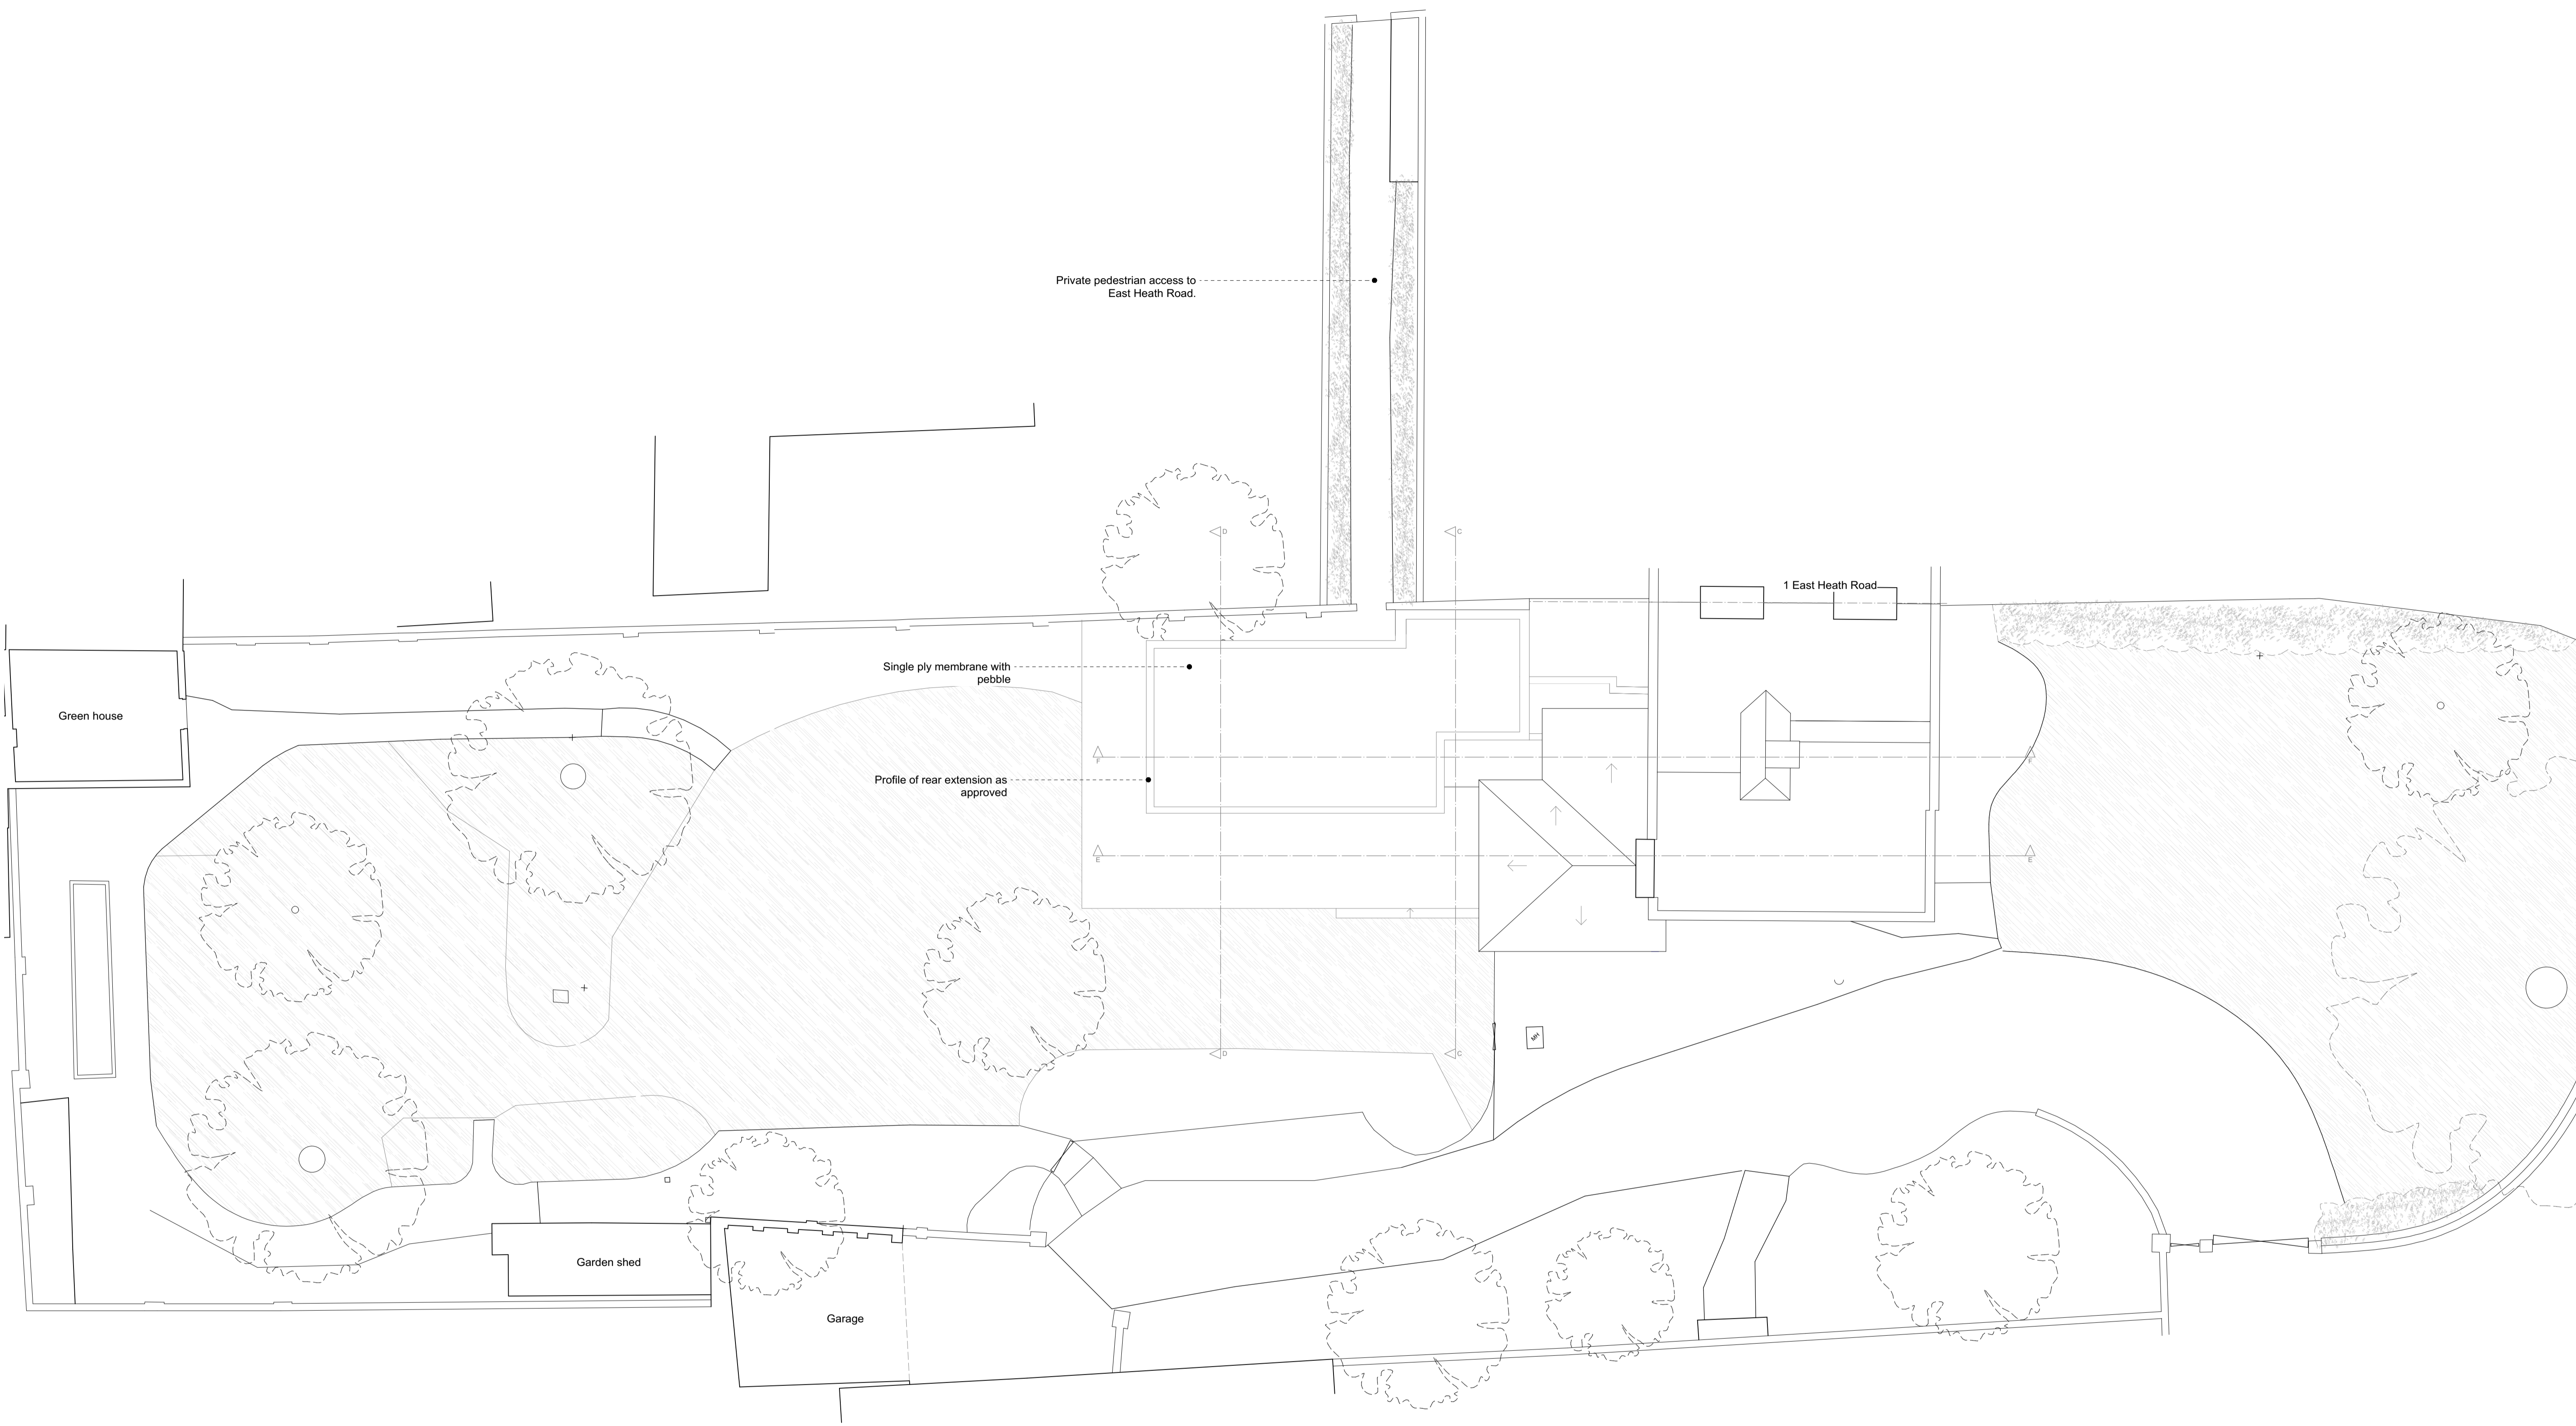 Private pedestrian access to
East Heath Road.
D
C
1 East Heath Road
Single ply membrane with
pebble
Green house
F
F
Profile of rear extension as
approved
E
E
MH
D
C
Garden shed
Garage